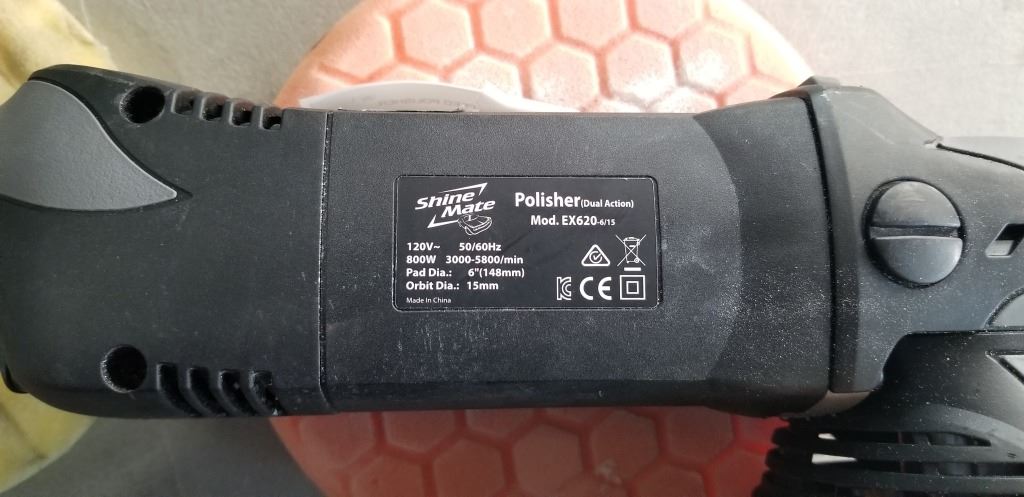 Shine Mate
Polisher(Dual Action)
Mod. EX620-6/15
120V~ 50/60Hz
800W 3000-5800/min
Pad Dia.: 6"(148mm)
Orbit Dia.: 15mm
Made In China
CE